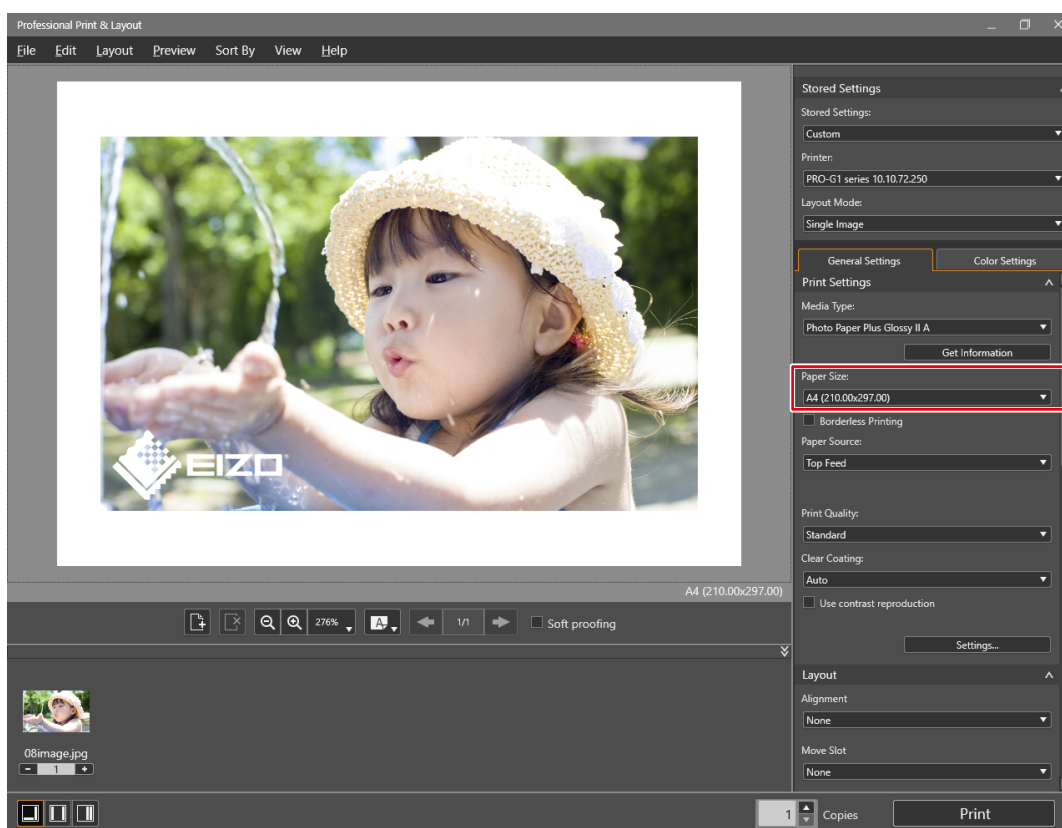 Professional Print & Layout
File Edit Layout Preview Sort By View Help
EIZO
A4 (210.00x297.00)
276%
A
1/1
Soft proofing
08image.jpg
- 1 +
Stored Settings
Stored Settings:
Custom
Printer:
PRO-G1 series 10.10.72.250
Layout Mode:
Single Image
General Settings Color Settings
Print Settings
Media Type:
Photo Paper Plus Glossy II A
Get Information
Paper Size:
A4 (210.00x297.00)
Borderless Printing
Paper Source:
Top Feed
Print Quality:
Standard
Clear Coating:
Auto
Use contrast reproduction
Settings...
Layout
Alignment
None
Move Slot
None
1 Copies Print